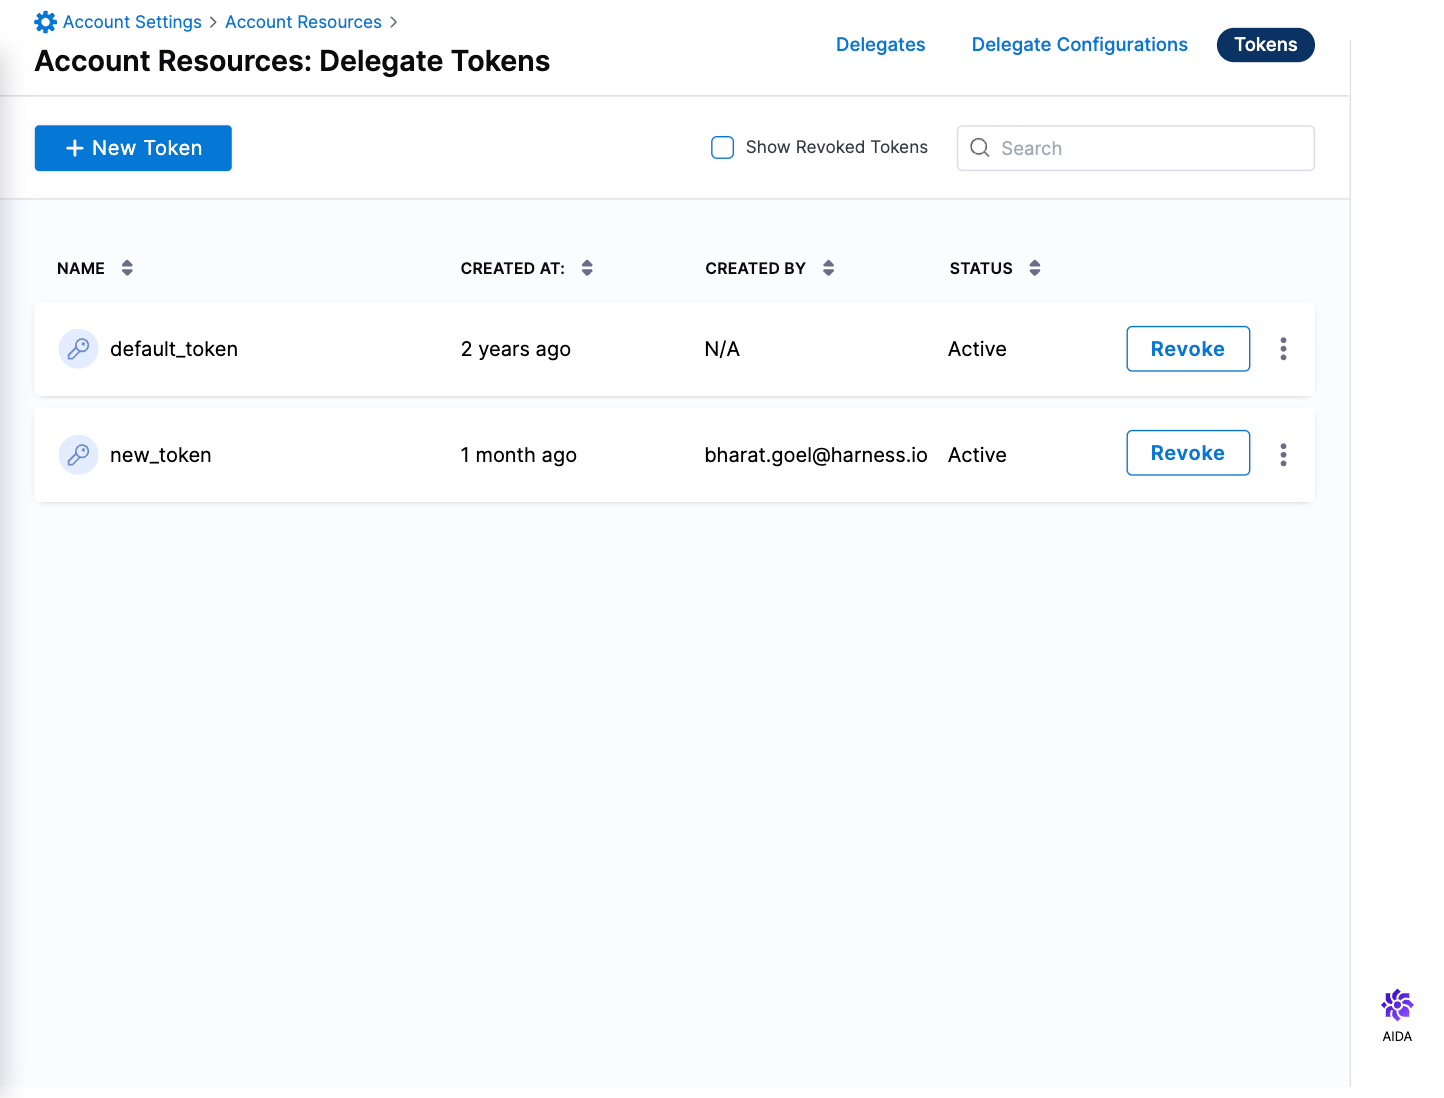 Account Settings > Account Resources >
Account Resources: Delegate Tokens
Delegates
Delegate Configurations
Tokens
+ New Token
Show Revoked Tokens
Search
NAME
CREATED AT:
CREATED BY
STATUS
default_token
2 years ago
N/A
Active
Revoke
new_token
1 month ago
bharat.goel@harness.io
Active
Revoke
AIDA